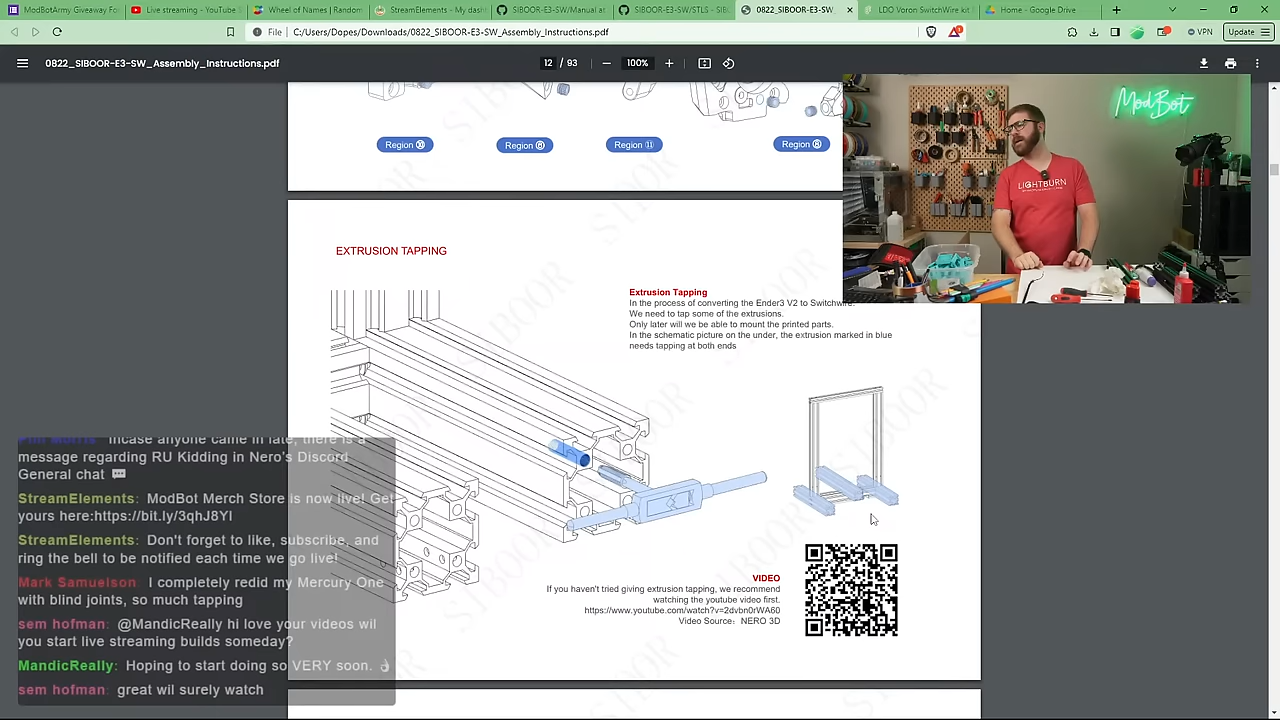 ModBot Army Giveaway For
Live streaming - YouTube S
Wheel of Names | Random
StreamElements - My dash
SIBOOR-E3-SW/Manual at
SIBOOR-E3-SW/STLS - SIB
0822_SIBOOR-E3-SW
LDO Voron SwitchWire kit
Home - Google Drive
File
C:/Users/Dopes/Downloads/0822_SIBOOR-E3-SW_Assembly_Instructions.pdf
VPN
Update
0822_SIBOOR-E3-SW_Assembly_Instructions.pdf
12 / 93
100%
Region ⑩
Region ⑧
Region ⑪
Region ⑧
ModBot
LIGHTBURN
EXTRUSION TAPPING
Extrusion Tapping
In the process of converting the Ender3 V2 to Switchwire.
We need to tap some of the extrusions.
Only later will we be able to mount the printed parts.
In the schematic picture on the under, the extrusion marked in blue
needs tapping at both ends
VIDEO
If you haven't tried giving extrusion tapping, we recommend
watching the youtube video first.
https://www.youtube.com/watch?v=2dvbn0rWA60
Video Source: NERO 3D
SIBOOR
Phil Morris incase anyone came in late, there is a
message regarding RU Kidding in Nero's Discord
General chat
StreamElements: ModBot Merch Store is now live! Get
yours here:https://bit.ly/3qhJ8YI
StreamElements: Don't forget to like, subscribe, and
ring the bell to be notified each time we go live!
Mark Samuelson I completely redid my Mercury One
with blind joints, so much tapping
sem hofman: @MandicReally hi love your videos wil
you start live streaming builds someday?
MandicReally: Hoping to start doing so VERY soon.
sem hofman: great wil surely watch